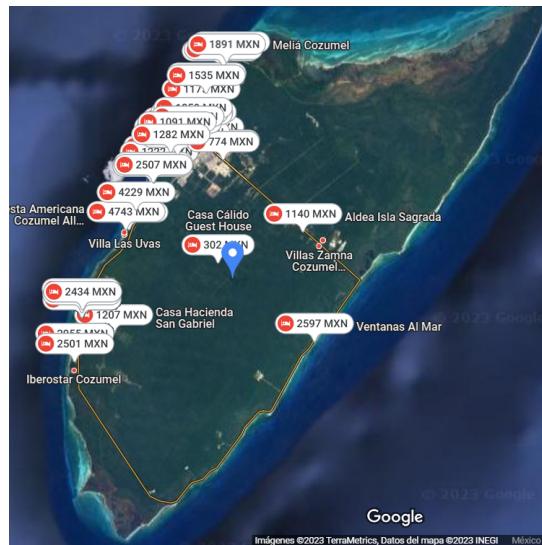 1891 MXN
Meliá Cozumel
1535 MXN
1091 MXN
1282 MXN
774 MXN
2507 MXN
4229 MXN
esta Americana
Cozumel All...
4743 MXN
Villa Las Uvas
Casa Cálido
Guest House
302 MXN
1140 MXN
Aldea Isla Sagrada
Villas Zamna
Cozumel...
2434 MXN
1207 MXN
Casa Hacienda
San Gabriel
2597 MXN
Ventanas Al Mar
2501 MXN
Iberostar Cozumel
Google
Imágenes ©2023 TerraMetrics, Datos del mapa ©2023 INEGI México